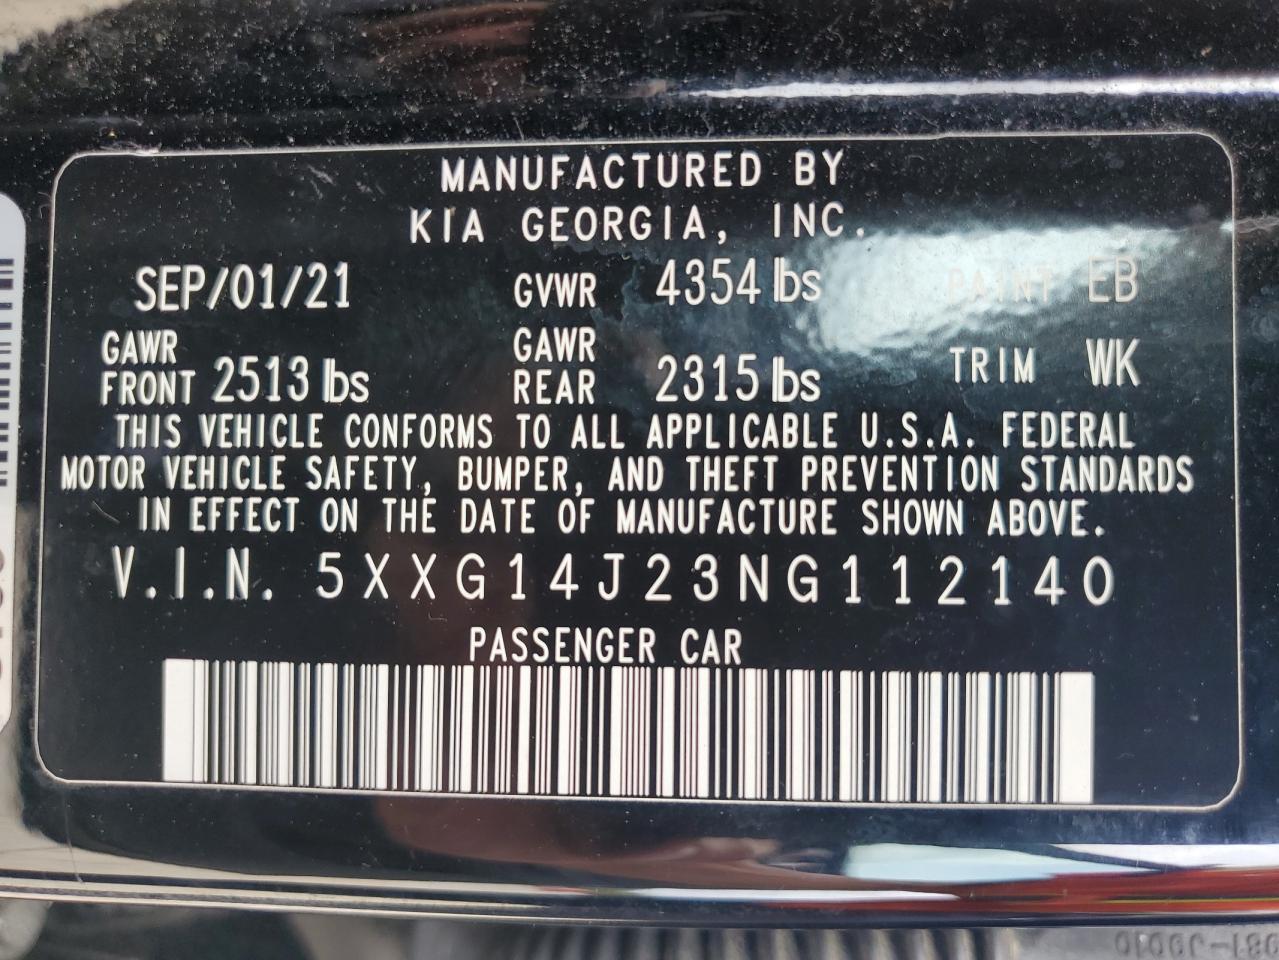 MANUFACTURED BY
KIA GEORGIA, INC.
SEP/01/21 GVWR 4354 lbs PAINT EB
GAWR FRONT 2513 lbs GAWR REAR 2315 lbs TRIM WK
THIS VEHICLE CONFORMS TO ALL APPLICABLE U.S.A. FEDERAL
MOTOR VEHICLE SAFETY, BUMPER, AND THEFT PREVENTION STANDARDS
IN EFFECT ON THE DATE OF MANUFACTURE SHOWN ABOVE.
V.I.N. 5XXG14J23NG112140
PASSENGER CAR